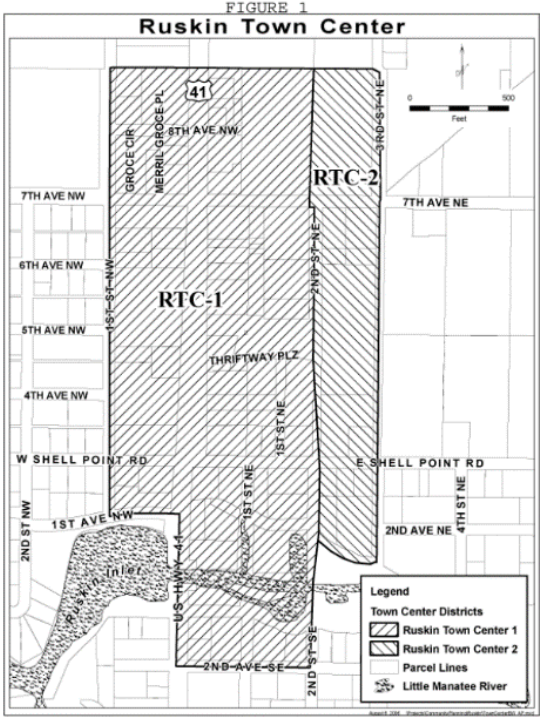 FIGURE 1
Ruskin Town Center
41
0
500
Feet
3RD ST NE
GROCE CIR
MERRIL GROCE PL
8TH AVE NW
RTC-2
7TH AVE NW
7TH AVE NE
2ND ST NE
6TH AVE NW
1ST ST NW
RTC-1
5TH AVE NW
THRIFTWAY PLZ
4TH AVE NW
1ST ST NE
W SHELL POINT RD
E SHELL POINT RD
1ST ST NE
4TH ST NE
2ND ST NW
1ST AVE NW
2ND AVE NE
Ruskin Inlet
US HWY 41
2ND ST SE
2ND AVE SE
Legend
Town Center Districts
Ruskin Town Center 1
Ruskin Town Center 2
Parcel Lines
Little Manatee River